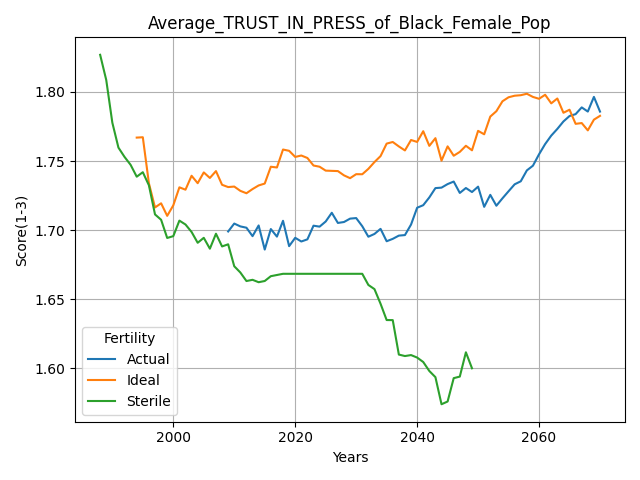 Average_TRUST_IN_PRESS_of_Black_Female_Pop
Score(1-3)
1.80
1.75
1.70
1.65
1.60
Fertility
Actual
Ideal
Sterile
2000
2020
2040
2060
Years